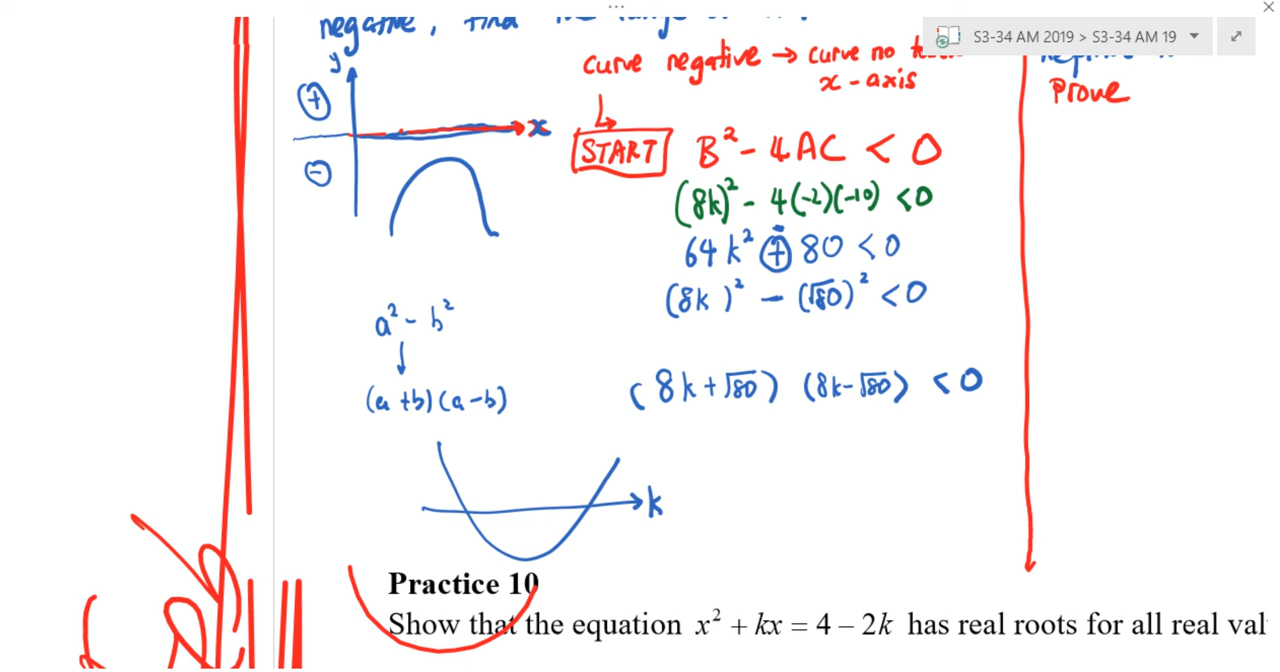 negative, find the range of
S3-34 AM 2019 > S3-34 AM 19
curve negative → curve no
x-axis
Prove
y
+
x
−
START B² - 4AC < 0
(8k)² - 4(-2)(-10) < 0
64k² + 80 < 0
(8k)² - (√80)² < 0
a² - b²
↓
(a+b)(a-b)
(8k+√80) (8k-√80) < 0
k
Practice 10
Show that the equation x² + kx = 4 − 2k has real roots for all real val